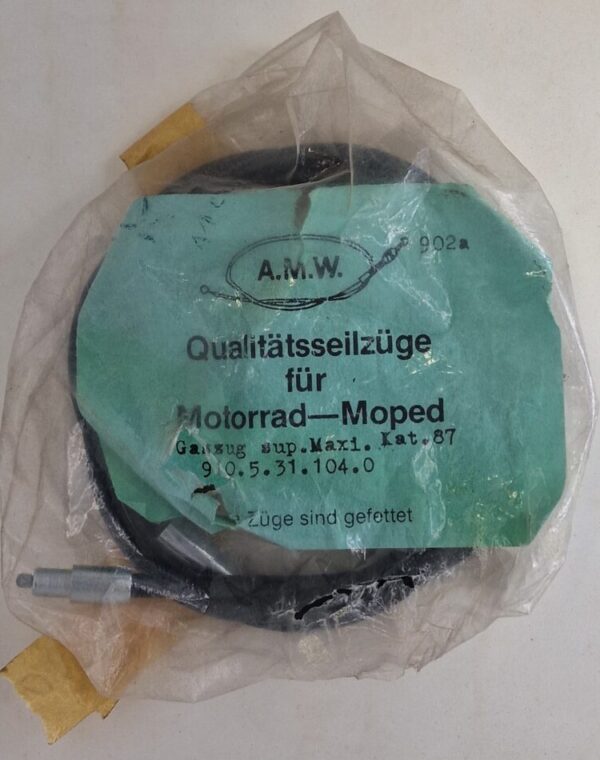 A.M.W.
902a
Qualitätsseilzüge
für
Motorrad—Moped
Gaszug sup.Maxi. Kat.87
910.5.31.104.0
Züge sind gefettet